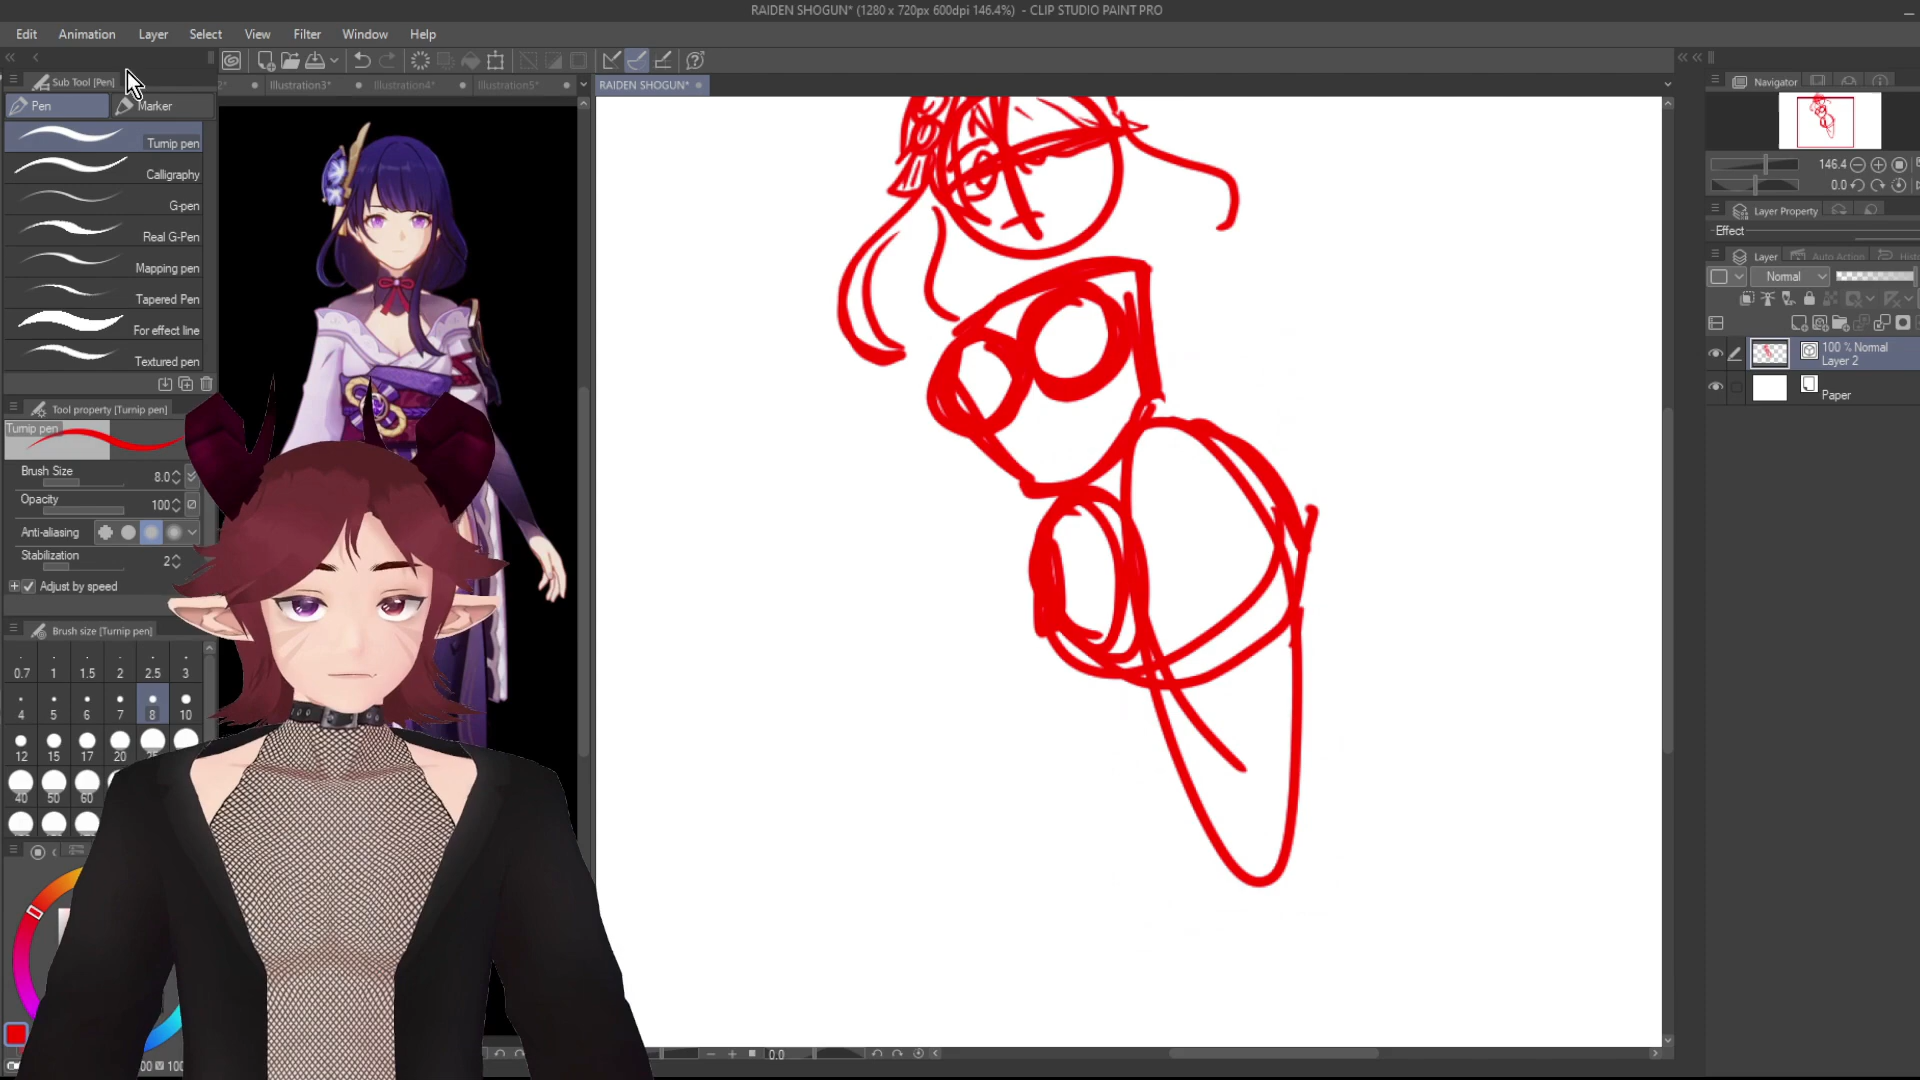 RAIDEN SHOGUN* (1280 x 720px 600dpi 146.4%) - CLIP STUDIO PAINT PRO
Edit Animation Layer Select View Filter Window Help
Sub Tool [Pen]
Illustration3* Illustration4* Illustration5* RAIDEN SHOGUN*
Pen Marker
Turnip pen
Calligraphy
G-pen
Real G-Pen
Mapping pen
Tapered Pen
For effect line
Textured pen
Tool property [Turnip pen]
Turnip pen
Brush Size 8.0
Opacity 100
Anti-aliasing
Stabilization 2
Adjust by speed
Brush size [Turnip pen]
0.7 1 1.5 2 2.5 3
4 5 6 7 8 10
12 15 17 20
40 50 60
0.0
Navigator
146.4
0.0
Layer Property
Effect
Layer Auto Action
Normal
100 % Normal
Layer 2
Paper